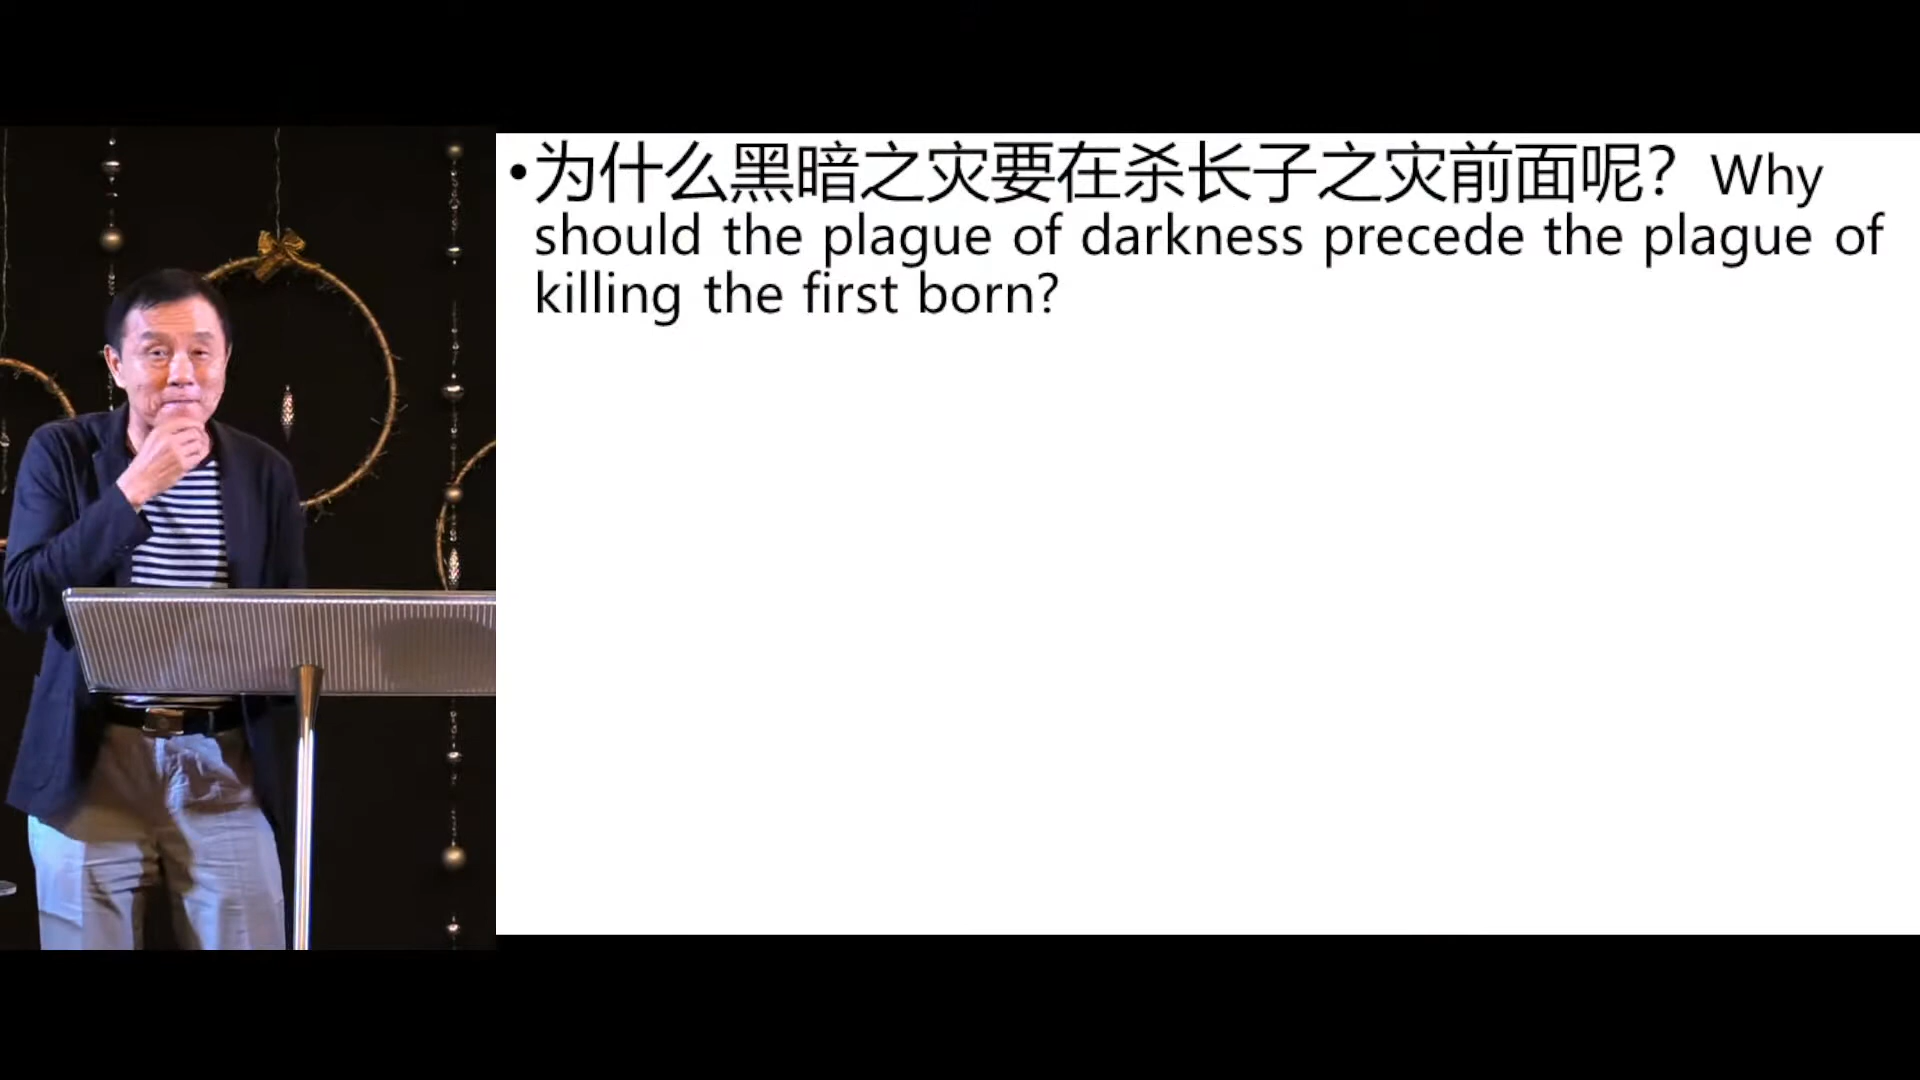 •为什么黑暗之灾要在杀长子之灾前面呢？Why
should the plague of darkness precede the plague of
killing the first born?